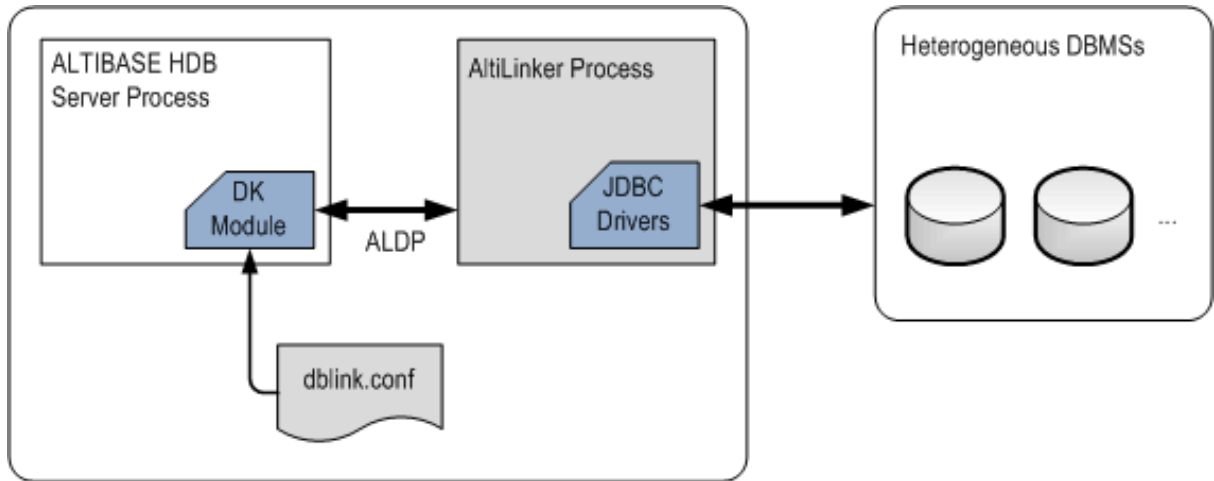 ALTIBASE HDB
Server Process
DK
Module
ALDP
AltiLinker Process
JDBC
Drivers
dblink.conf
Heterogeneous DBMSs
...